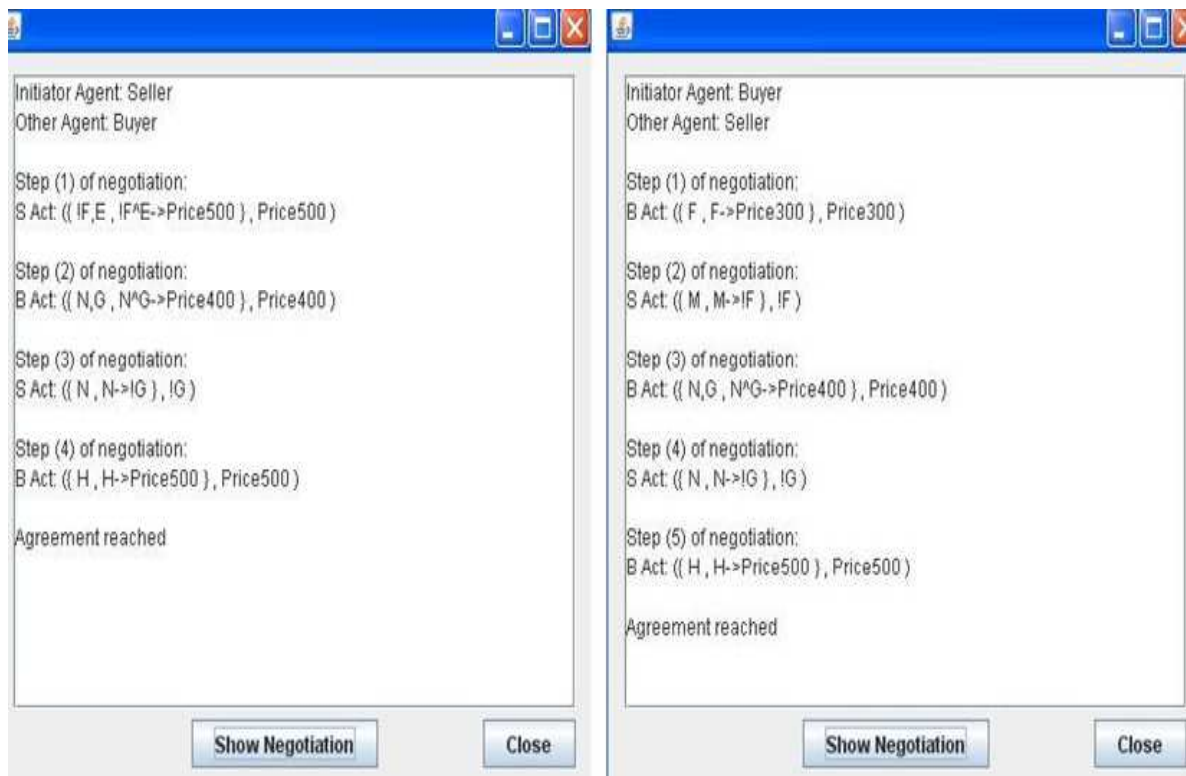 Initiator Agent: Seller
Other Agent: Buyer
Step (1) of negotiation:
S Act: (( !F,E , !F^E->Price500 } , Price500 )
Step (2) of negotiation:
B Act: (( N,G , N^G->Price400 } , Price400 )
Step (3) of negotiation:
S Act: (( N , N->!G } , !G )
Step (4) of negotiation:
B Act: (( H , H->Price500 } , Price500 )
Agreement reached
Show Negotiation
Close
Initiator Agent: Buyer
Other Agent: Seller
Step (1) of negotiation:
B Act: (( F , F->Price300 } , Price300 )
Step (2) of negotiation:
S Act: (( M , M->!F } , !F )
Step (3) of negotiation:
B Act: (( N,G , N^G->Price400 } , Price400 )
Step (4) of negotiation:
S Act: (( N , N->!G } , !G )
Step (5) of negotiation:
B Act: (( H , H->Price500 } , Price500 )
Agreement reached
Show Negotiation
Close